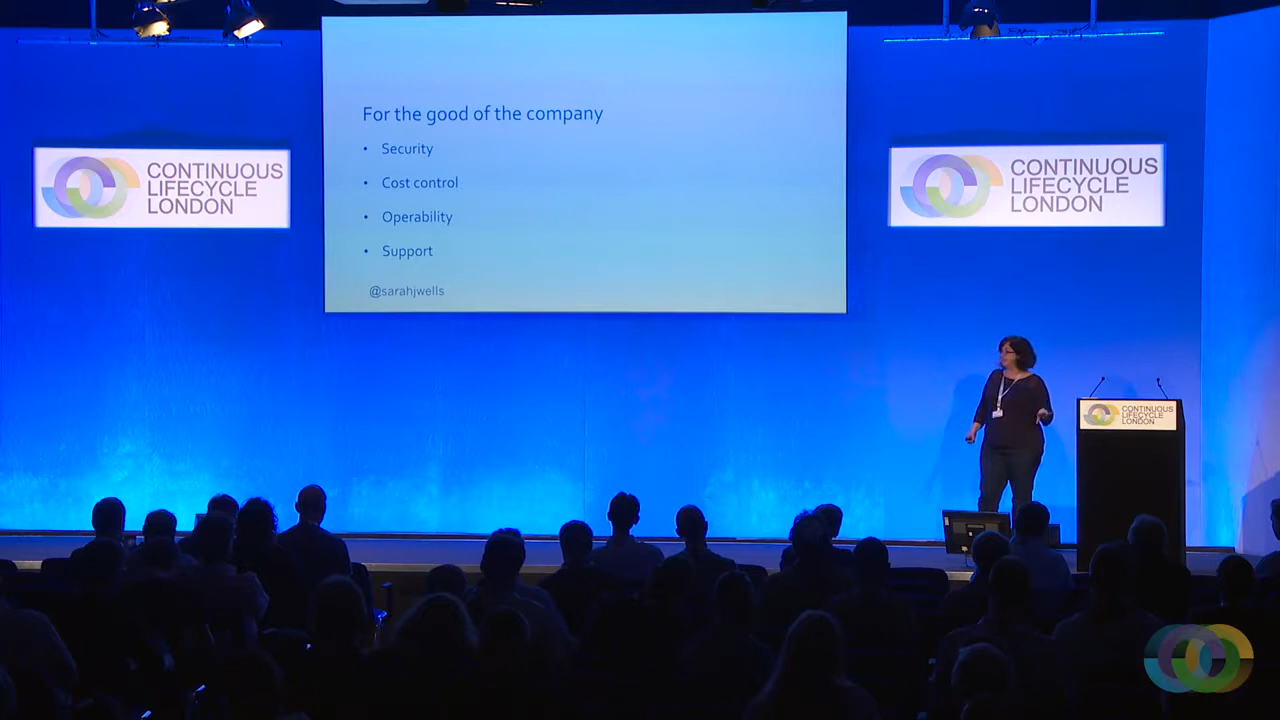 For the good of the company
• Security
• Cost control
• Operability
• Support
@sarahjwells
CONTINUOUS
LIFECYCLE
LONDON
CONTINUOUS
LIFECYCLE
LONDON
CONTINUOUS
LIFECYCLE
LONDON